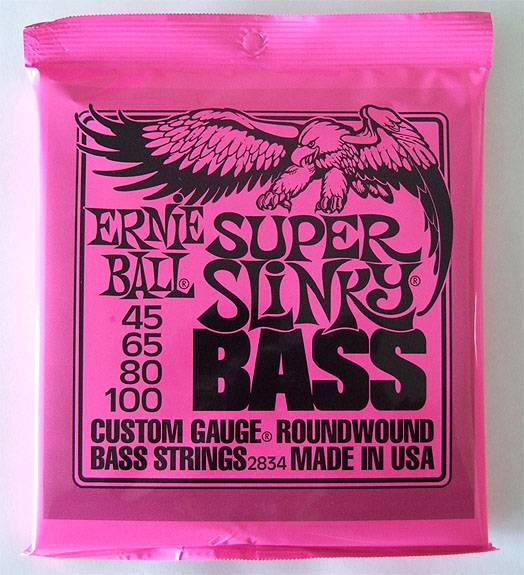 ERNIE BALL®
SUPER SLINKY®
BASS
45
65
80
100
CUSTOM GAUGE® ROUNDWOUND
BASS STRINGS 2834 MADE IN USA